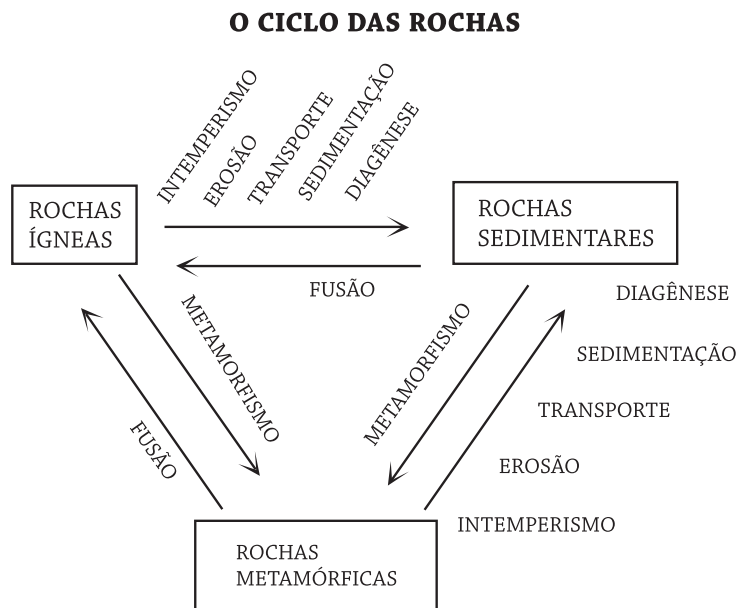 O CICLO DAS ROCHAS
INTEMPERISMO
EROSÃO
TRANSPORTE
SEDIMENTAÇÃO
DIAGÊNESE
ROCHAS
ÍGNEAS
ROCHAS
SEDIMENTARES
FUSÃO
METAMORFISMO
FUSÃO
METAMORFISMO
DIAGÊNESE
SEDIMENTAÇÃO
TRANSPORTE
EROSÃO
INTEMPERISMO
ROCHAS
METAMÓRFICAS